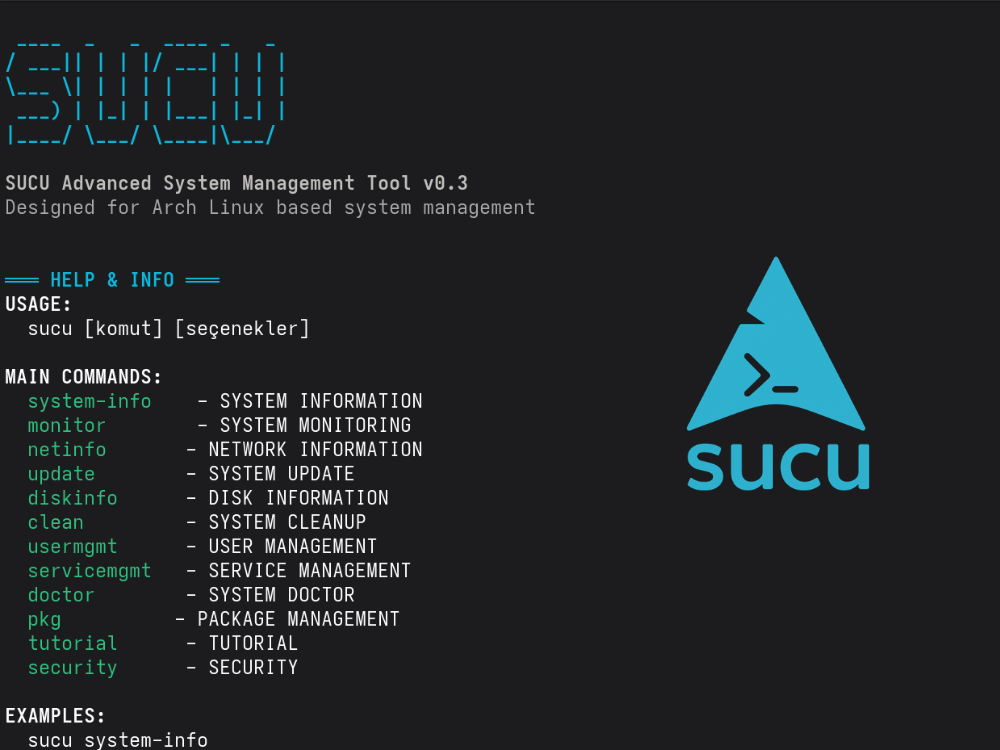 SUCU
SUCU Advanced System Management Tool v0.3
Designed for Arch Linux based system management
═══ HELP & INFO ═══
USAGE:
sucu [komut] [seçenekler]
MAIN COMMANDS:
system-info - SYSTEM INFORMATION
monitor - SYSTEM MONITORING
netinfo - NETWORK INFORMATION
update - SYSTEM UPDATE
diskinfo - DISK INFORMATION
clean - SYSTEM CLEANUP
usermgmt - USER MANAGEMENT
servicemgmt - SERVICE MANAGEMENT
doctor - SYSTEM DOCTOR
pkg - PACKAGE MANAGEMENT
tutorial - TUTORIAL
security - SECURITY
EXAMPLES:
sucu system-info
>_
sucu